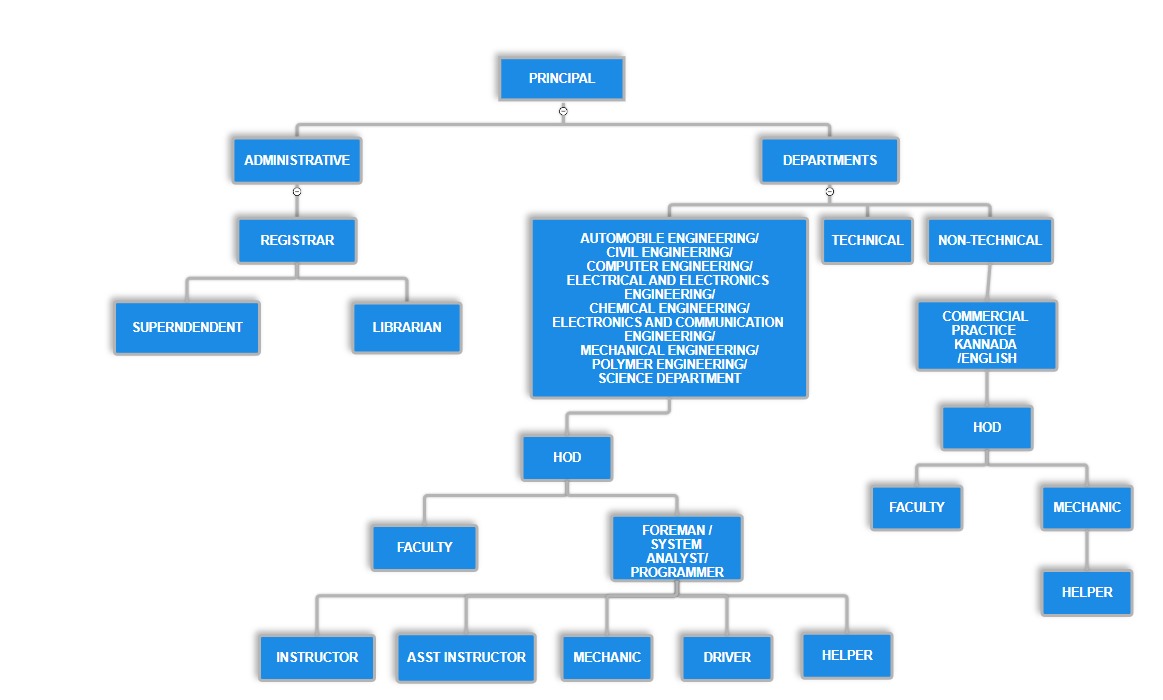 PRINCIPAL
ADMINISTRATIVE
DEPARTMENTS
REGISTRAR
AUTOMOBILE ENGINEERING/
CIVIL ENGINEERING/
COMPUTER ENGINEERING/
ELECTRICAL AND ELECTRONICS
ENGINEERING/
CHEMICAL ENGINEERING/
ELECTRONICS AND COMMUNICATION
ENGINEERING/
MECHANICAL ENGINEERING/
POLYMER ENGINEERING/
SCIENCE DEPARTMENT
TECHNICAL
NON-TECHNICAL
SUPERNDENDENT
LIBRARIAN
COMMERCIAL
PRACTICE
KANNADA
/ENGLISH
HOD
HOD
FACULTY
MECHANIC
FACULTY
FOREMAN /
SYSTEM
ANALYST/
PROGRAMMER
HELPER
INSTRUCTOR
ASST INSTRUCTOR
MECHANIC
DRIVER
HELPER